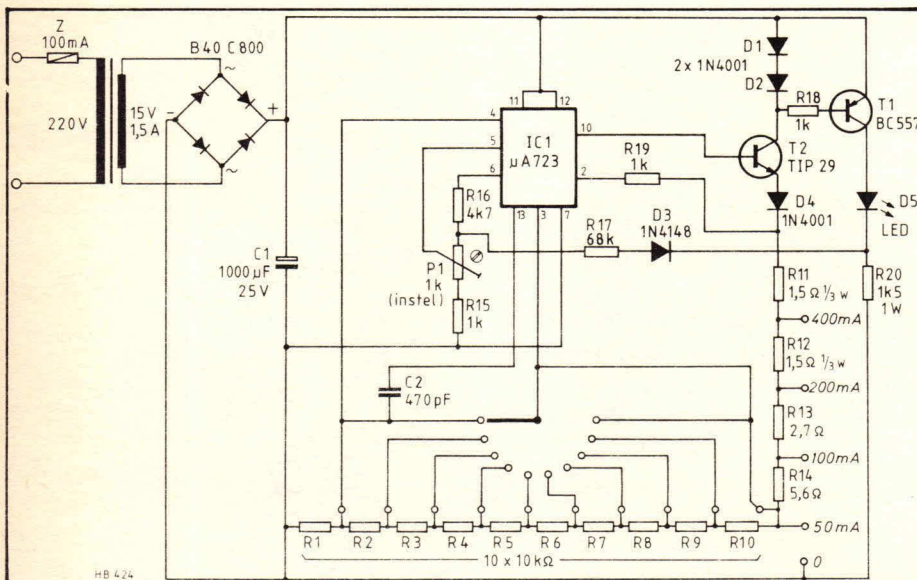 Z
100mA
B40 C800
~
~
-
+
220V
15V
1,5A
C1
1000µF
25V
11
12
4
5
6
10
2
13
3
7
IC1
µA723
R16
4k7
P1
1k
(instel)
R15
1k
R19
1k
R17
68k
D3
1N4148
D1
2x 1N4001
D2
R18
1k
T1
BC557
T2
TIP 29
D4
1N4001
D5
LED
R11
1,5Ω ⅓ W
R20
1k5
1W
400mA
R12
1,5Ω ⅓ W
200mA
R13
2,7Ω
100mA
R14
5,6Ω
50mA
0
C2
470pF
R1
R2
R3
R4
R5
R6
R7
R8
R9
R10
10 x 10kΩ
HB 424